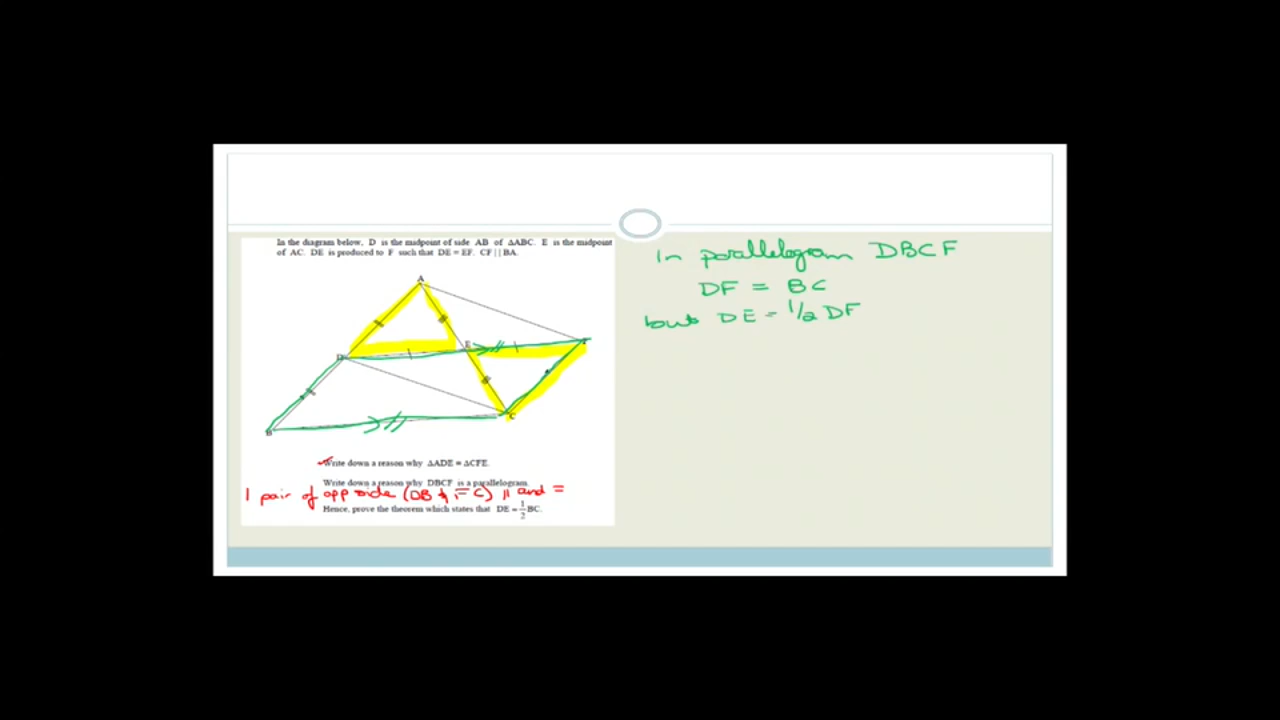 In the diagram below, D is the midpoint of side AB of ΔABC. E is the midpoint
of AC. DE is produced to F such that DE = EF. CF || BA.
A
D
E
F
B
C
Write down a reason why ΔADE ≡ ΔCFE.
Write down a reason why DBCF is a parallelogram.
1 pair of opp side (DB & FC) || and =
Hence, prove the theorem which states that DE = 1/2 BC.
In parallelogram DBCF
DF = BC
but DE = 1/2 DF